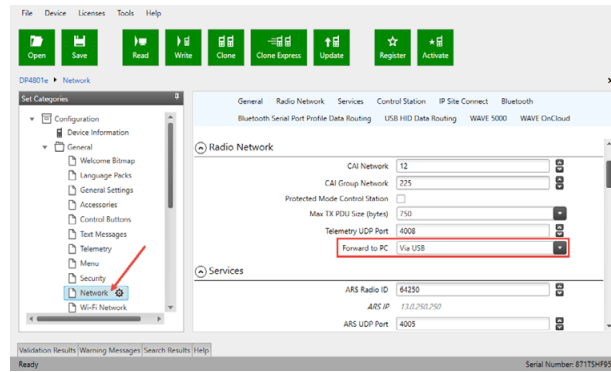 File Device Licenses Tools Help
Open Save Read Write Clone Clone Express Update Register Activate
DP4801e Network
Set Categories
Configuration
Device Information
General
Welcome Bitmap
Language Packs
General Settings
Accessories
Control Buttons
Text Messages
Telemetry
Menu
Security
Network
Wi-Fi Network
General Radio Network Services Control Station IP Site Connect Bluetooth
Bluetooth Serial Port Profile Data Routing USB HID Data Routing WAVE 5000 WAVE OnCloud
Radio Network
CAI Network 12
CAI Group Network 225
Protected Mode Control Station
Max TX PDU Size (bytes) 750
Telemetry UDP Port 4008
Forward to PC Via USB
Services
ARS Radio ID 64250
ARS IP 13.0.250.250
ARS UDP Port 4005
Validation Results Warning Messages Search Results Help
Ready Serial Number: 871TSHF95